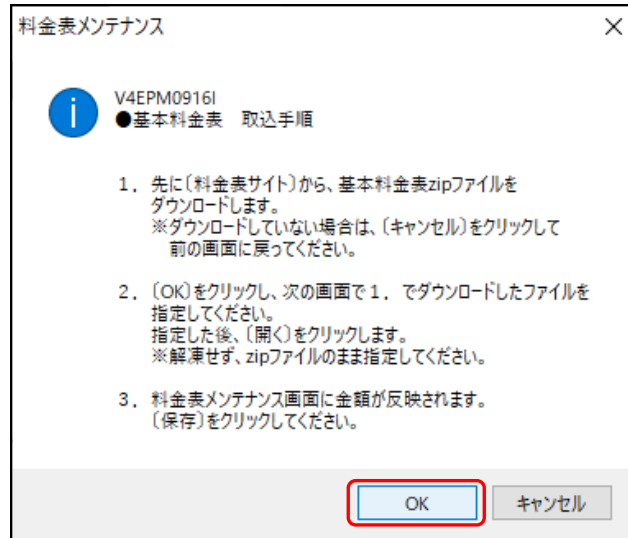 料金表メンテナンス
V4EPM0916I
●基本料金表　取込手順
１．先に〔料金表サイト〕から、基本料金表zipファイルを
ダウンロードします。
※ダウンロードしていない場合は、〔キャンセル〕をクリックして
前の画面に戻ってください。
２．〔OK〕をクリックし、次の画面で１．でダウンロードしたファイルを
指定してください。
指定した後、〔開く〕をクリックします。
※解凍せず、zipファイルのまま指定してください。
３．料金表メンテナンス画面に金額が反映されます。
〔保存〕をクリックしてください。
OK　キャンセル